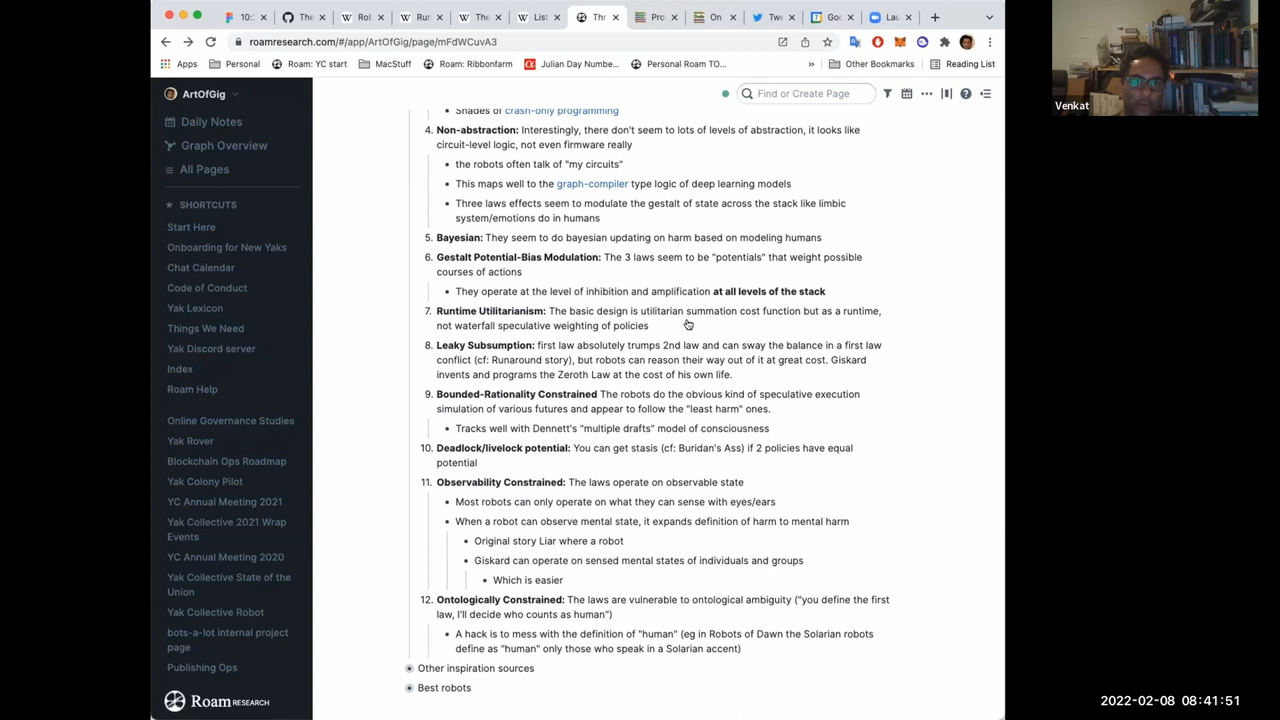 10:
The
Rot
Rur
The
List
Thr
Pro
On
Twe
Goo
Lau
roamresearch.com/#/app/ArtOfGig/page/mFdWCuvA3
Apps
Personal
Roam: YC start
MacStuff
Roam: Ribbonfarm
Julian Day Numbe...
Personal Roam TO...
»
Other Bookmarks
Reading List
Venkat
ArtOfGig
Find or Create Page
Daily Notes
Graph Overview
All Pages
SHORTCUTS
Start Here
Onboarding for New Yaks
Chat Calendar
Code of Conduct
Yak Lexicon
Things We Need
Yak Discord server
Index
Roam Help
Online Governance Studies
Yak Rover
Blockchain Ops Roadmap
Yak Colony Pilot
YC Annual Meeting 2021
Yak Collective 2021 Wrap
Events
YC Annual Meeting 2020
Yak Collective State of the
Union
Yak Collective Robot
bots-a-lot internal project
page
Publishing Ops
Roam RESEARCH
Shades of crash-only programming
4. Non-abstraction: Interestingly, there don't seem to lots of levels of abstraction, it looks like
circuit-level logic, not even firmware really
the robots often talk of "my circuits"
This maps well to the graph-compiler type logic of deep learning models
Three laws effects seem to modulate the gestalt of state across the stack like limbic
system/emotions do in humans
5. Bayesian: They seem to do bayesian updating on harm based on modeling humans
6. Gestalt Potential-Bias Modulation: The 3 laws seem to be "potentials" that weight possible
courses of actions
They operate at the level of inhibition and amplification at all levels of the stack
7. Runtime Utilitarianism: The basic design is utilitarian summation cost function but as a runtime,
not waterfall speculative weighting of policies
8. Leaky Subsumption: first law absolutely trumps 2nd law and can sway the balance in a first law
conflict (cf: Runaround story), but robots can reason their way out of it at great cost. Giskard
invents and programs the Zeroth Law at the cost of his own life.
9. Bounded-Rationality Constrained The robots do the obvious kind of speculative execution
simulation of various futures and appear to follow the "least harm" ones.
Tracks well with Dennett's "multiple drafts" model of consciousness
10. Deadlock/livelock potential: You can get stasis (cf: Buridan's Ass) if 2 policies have equal
potential
11. Observability Constrained: The laws operate on observable state
Most robots can only operate on what they can sense with eyes/ears
When a robot can observe mental state, it expands definition of harm to mental harm
Original story Liar where a robot
Giskard can operate on sensed mental states of individuals and groups
Which is easier
12. Ontologically Constrained: The laws are vulnerable to ontological ambiguity ("you define the first
law, I'll decide who counts as human")
A hack is to mess with the definition of "human" (eg in Robots of Dawn the Solarian robots
define as "human" only those who speak in a Solarian accent)
Other inspiration sources
Best robots
2022-02-08 08:41:51